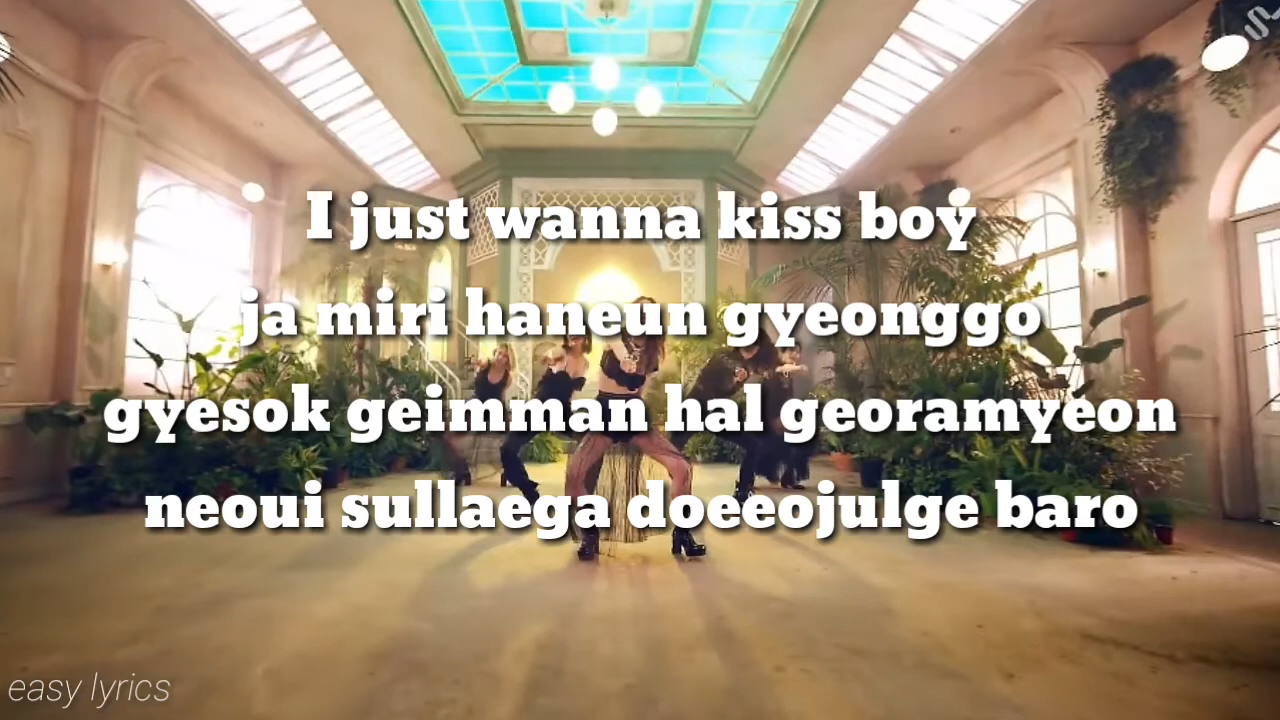 I just wanna kiss boy
ja miri haneun gyeonggo
gyesok geimman hal georamyeon
neoui sullaega doeeojulge baro
easy lyrics